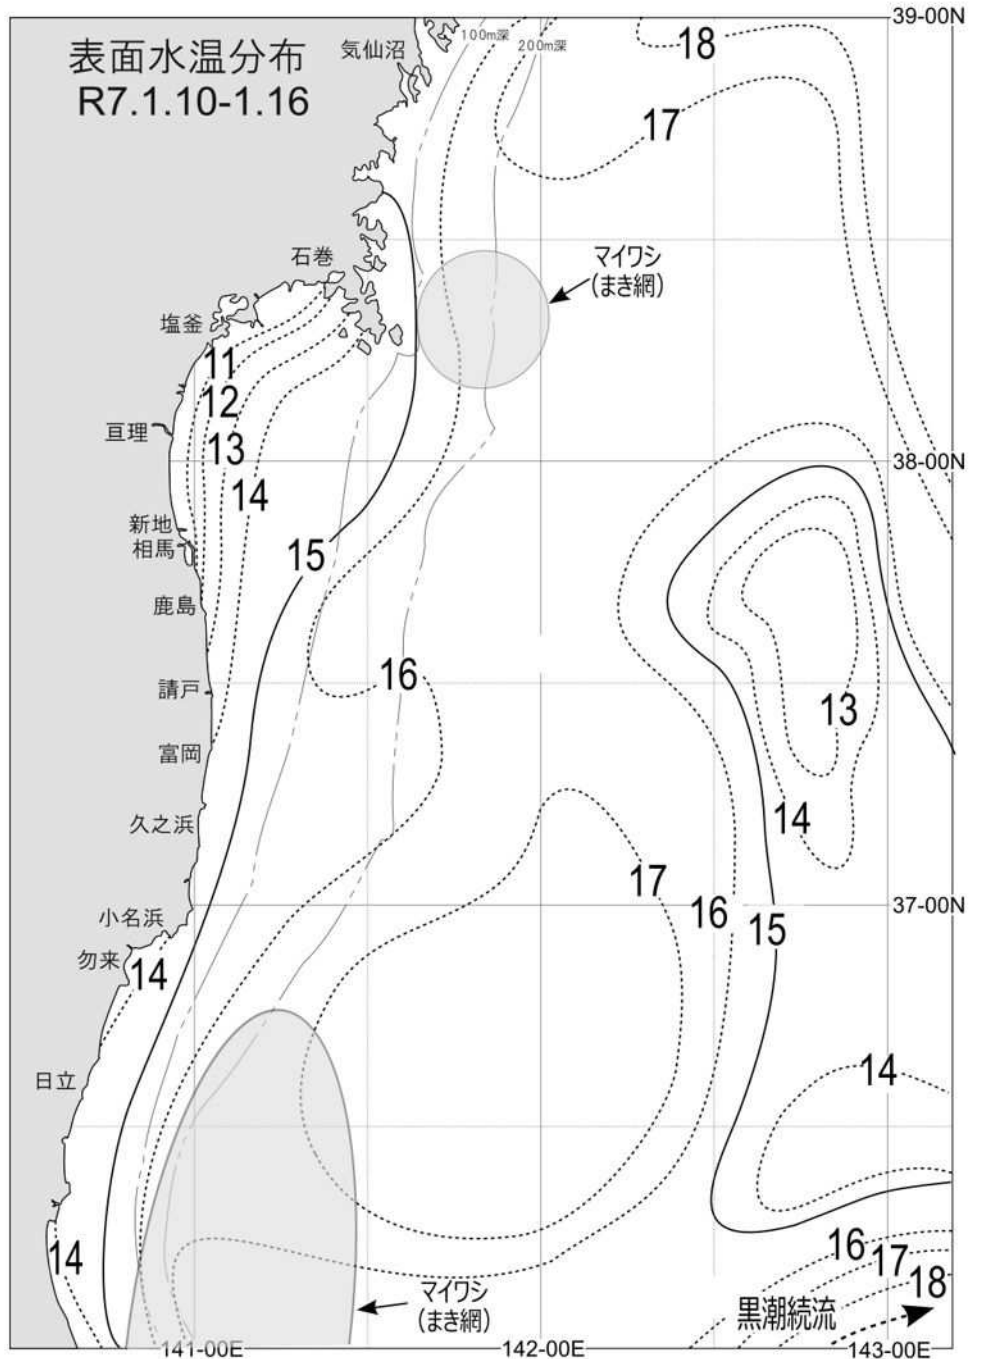 39-00N
100m深
200m深
表面水温分布
気仙沼
R7.1.10-1.16
18
17
石巻
マイワシ
(まき網)
塩釜
11
12
亘理
13
38-00N
14
新地
相馬
15
鹿島
請戸
16
13
富岡
14
久之浜
17
37-00N
16
15
小名浜
勿来
14
日立
14
14
16
17
18
マイワシ
(まき網)
黒潮続流
141-00E
142-00E
143-00E